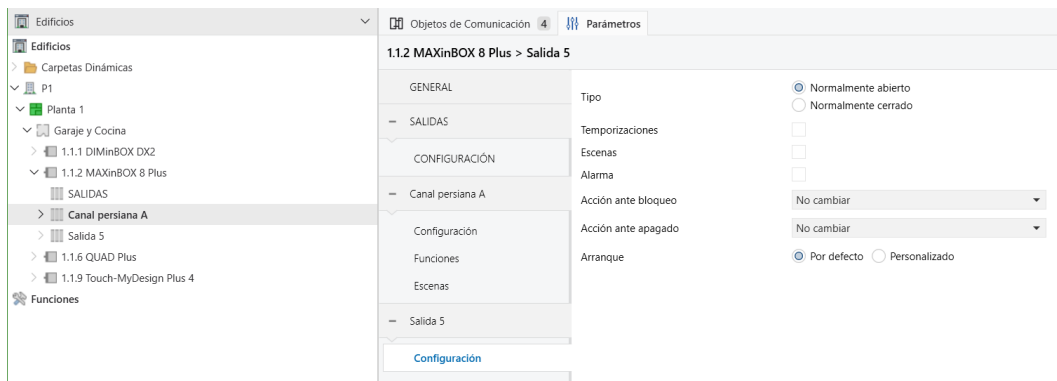 Edificios
Edificios
Carpetas Dinámicas
P1
Planta 1
Garaje y Cocina
1.1.1 DIMinBOX DX2
1.1.2 MAXinBOX 8 Plus
SALIDAS
Canal persiana A
Salida 5
1.1.6 QUAD Plus
1.1.9 Touch-MyDesign Plus 4
Funciones
Objetos de Comunicación 4 Parámetros
1.1.2 MAXinBOX 8 Plus > Salida 5
GENERAL
SALIDAS
CONFIGURACIÓN
Canal persiana A
Configuración
Funciones
Escenas
Salida 5
Configuración
Tipo
Normalmente abierto
Normalmente cerrado
Temporizaciones
Escenas
Alarma
Acción ante bloqueo No cambiar
Acción ante apagado No cambiar
Arranque Por defecto Personalizado